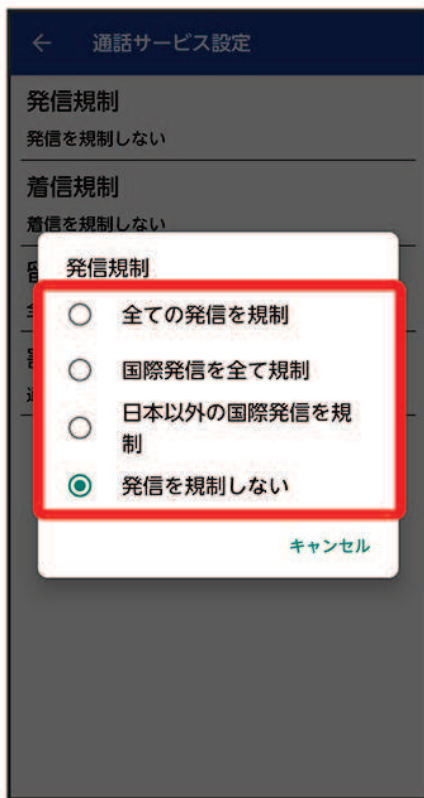 通話サービス設定
発信規制
発信を規制しない
着信規制
着信を規制しない
発信規制
全ての発信を規制
国際発信を全て規制
日本以外の国際発信を規
制
発信を規制しない
キャンセル